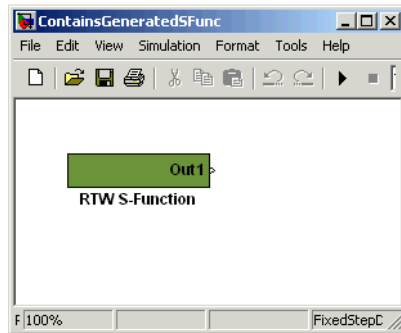 ContainsGeneratedSFunc
File Edit View Simulation Format Tools Help
Out1
RTW S-Function
F 100% FixedStepD